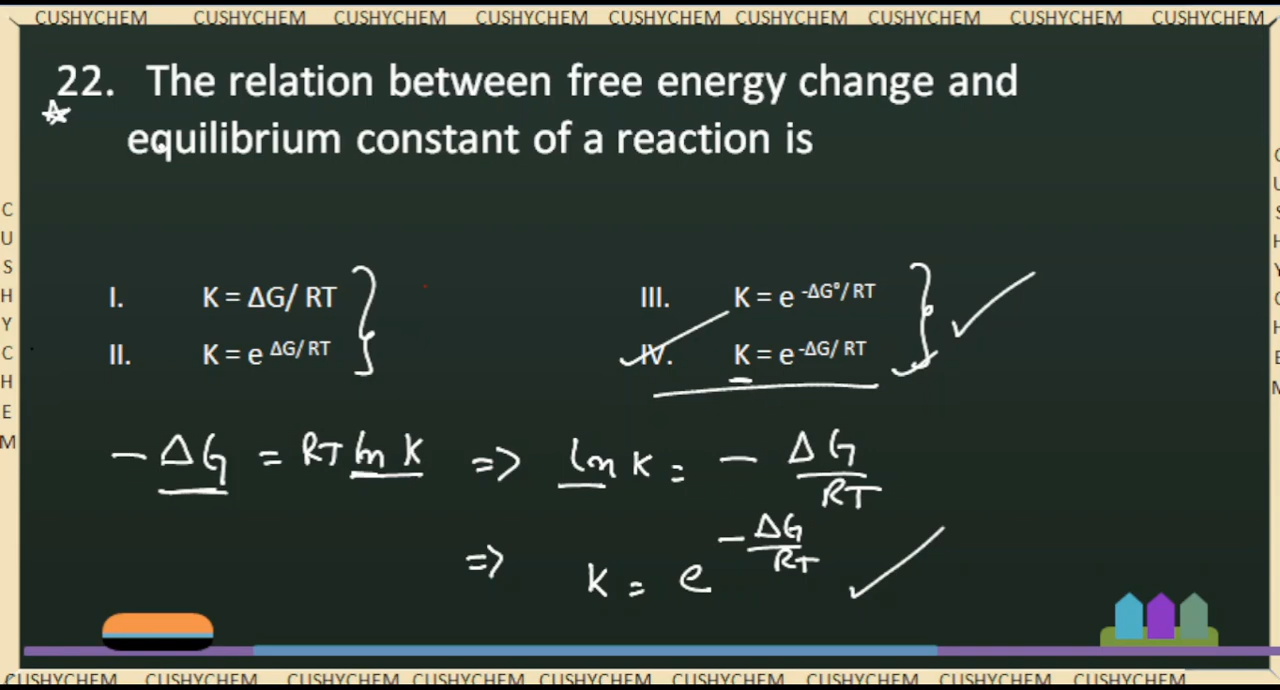 CUSHYCHEM CUSHYCHEM CUSHYCHEM CUSHYCHEM CUSHYCHEM CUSHYCHEM CUSHYCHEM CUSHYCHEM CUSHYCHEM
22. The relation between free energy change and
equilibrium constant of a reaction is
I. K = ΔG/ RT
III. K = e -ΔG°/ RT
II. K = e ΔG/ RT
IV. K = e -ΔG/ RT
- ΔG = RT ln K => ln K = - ΔG/RT
=> K = e - ΔG/RT
CUSHYCHEM
CUSHYCHEM CUSHYCHEM CUSHYCHEM CUSHYCHEM CUSHYCHEM CUSHYCHEM CUSHYCHEM CUSHYCHEM CUSHYCHEM